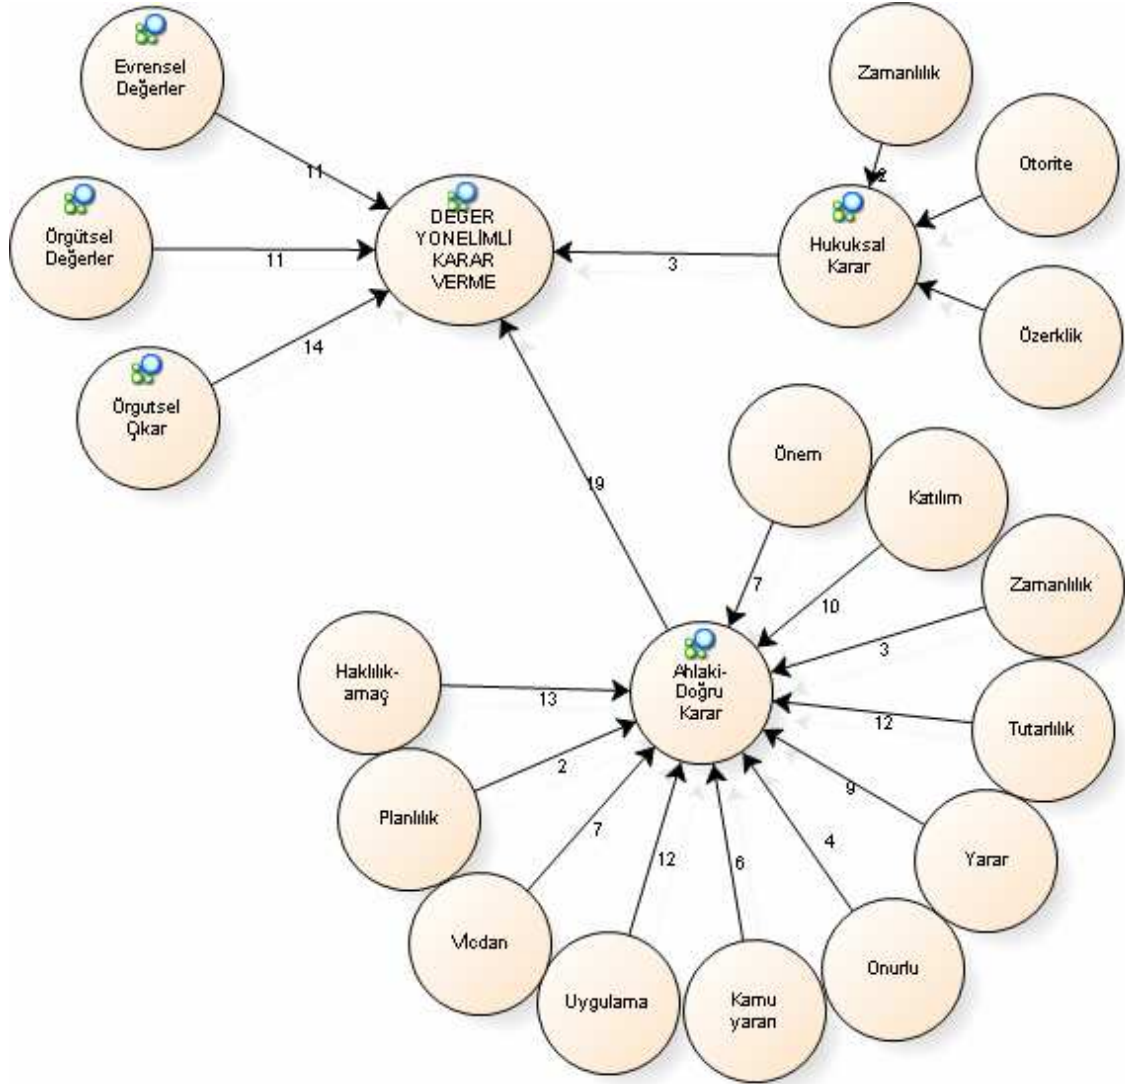 Evrensel
Değerler
11
Örgütsel
Değerler
11
Örgutsel
Çıkar
14
DEĞER
YÖNELİMLİ
KARAR
VERME
3
Hukuksal
Karar
Zamanlılık
2
Otorite
Özerklik
19
Ahlaki-
Doğru
Karar
Önem
7
Katılım
10
Zamanlılık
3
Tutarlılık
12
Yarar
9
Onurlu
4
Kamu
yararı
6
Uygulama
12
Vicdan
7
Planlılık
2
Haklılık-
amaç
13